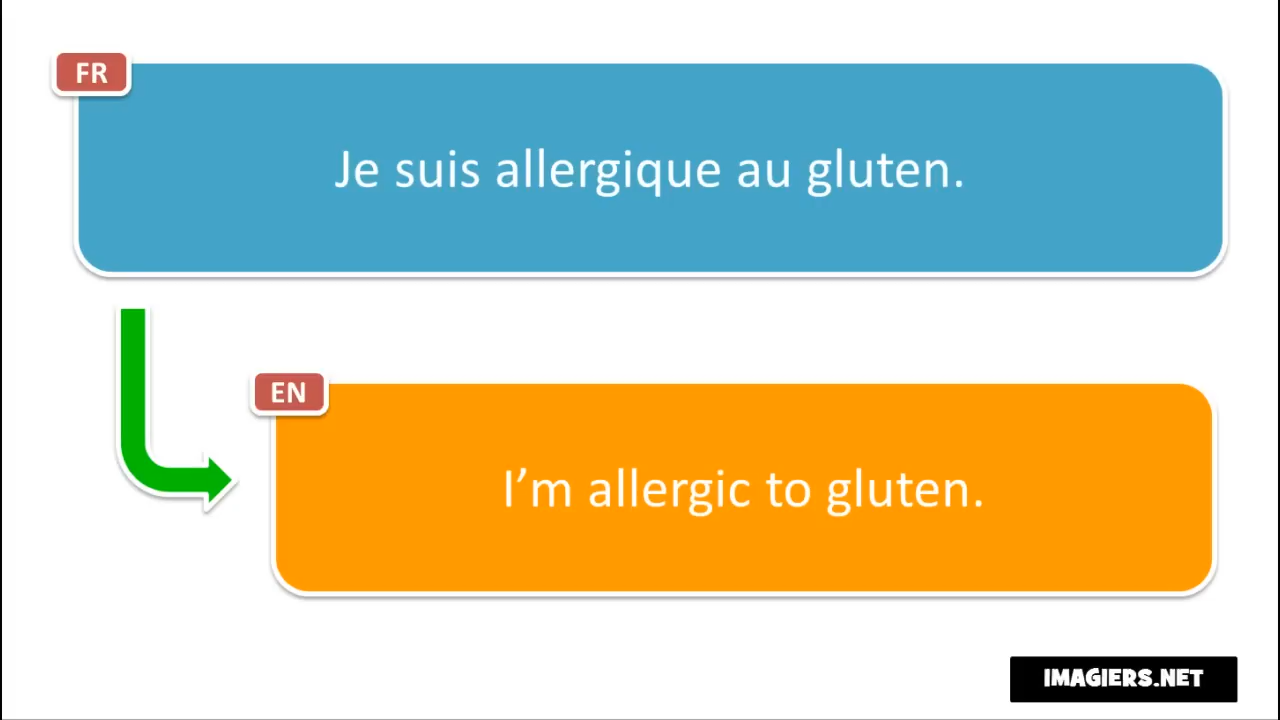 FR
Je suis allergique au gluten.
EN
I’m allergic to gluten.
IMAGIERS.NET